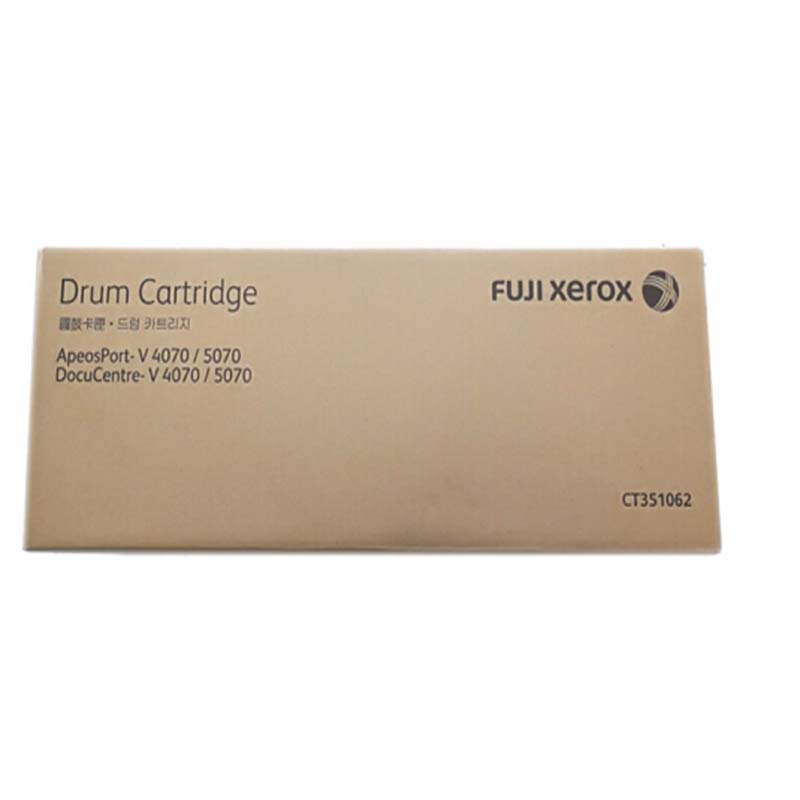 Drum Cartridge
FUJI xerox
圓鼓卡匣・드럼 카트리지
ApeosPort-V 4070 / 5070
DocuCentre-V 4070 / 5070
CT351062